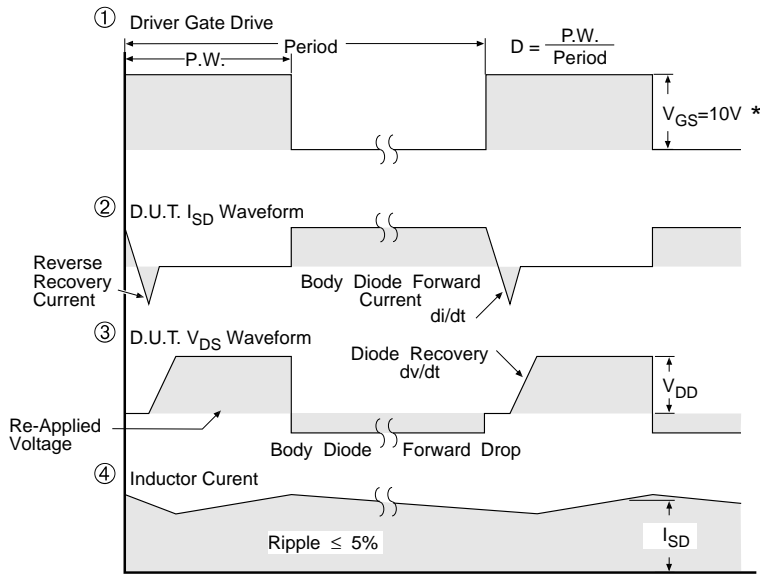 ① Driver Gate Drive
Period
P.W.
D = P.W.
Period
V_GS=10V *
② D.U.T. I_SD Waveform
Reverse
Recovery
Current
Body Diode Forward
Current
di/dt
③ D.U.T. V_DS Waveform
Diode Recovery
dv/dt
V_DD
Re-Applied
Voltage
Body Diode Forward Drop
④ Inductor Curent
Ripple ≤ 5%
I_SD